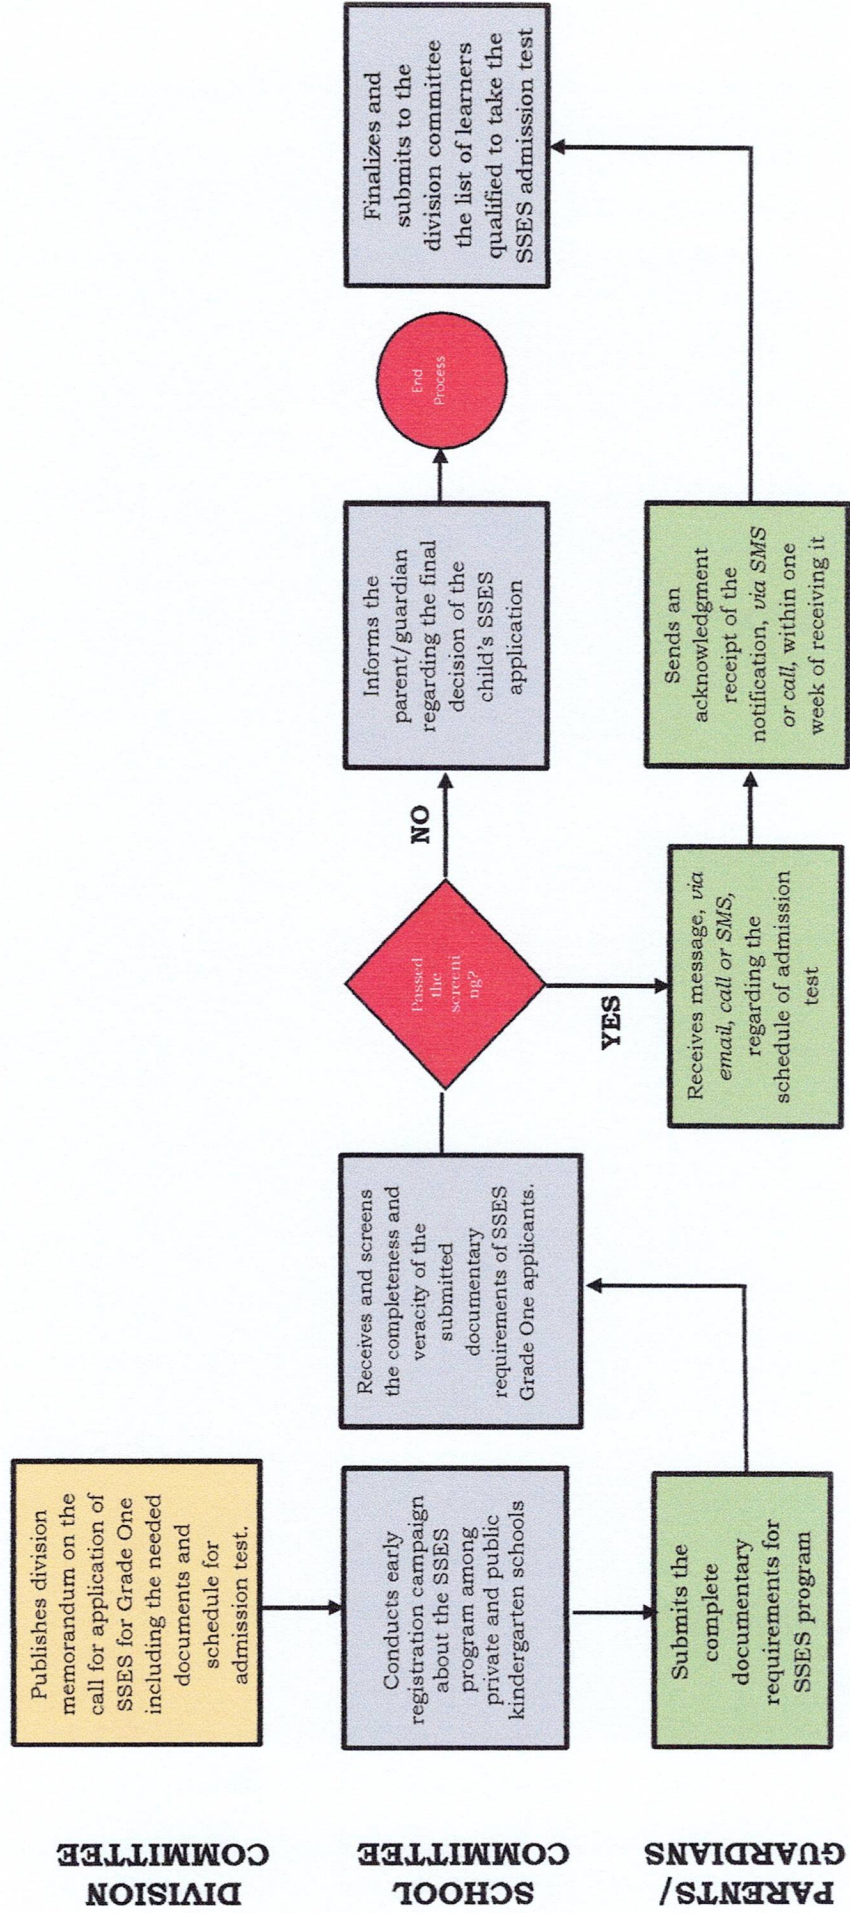 DIVISION
COMMITTEE
Publishes division
memorandum on the
call for application of
SSES for Grade One
including the needed
documents and
schedule for
admission test.
SCHOOL
COMMITTEE
Conducts early
registration campaign
about the SSES
program among
private and public
kindergarten schools
Receives and screens
the completeness and
veracity of the
submitted
documentary
requirements of SSES
Grade One applicants.
Passed
the
screeni
ng?
NO
Informs the
parent/guardian
regarding the final
decision of the
child's SSES
application
End
Process
Finalizes and
submits to the
division committee
the list of learners
qualified to take the
SSES admission test
YES
PARENTS/
GUARDIANS
Submits the
complete
documentary
requirements for
SSES program
Receives message, via
email, call or SMS,
regarding the
schedule of admission
test
Sends an
acknowledgment
receipt of the
notification, via SMS
or call, within one
week of receiving it